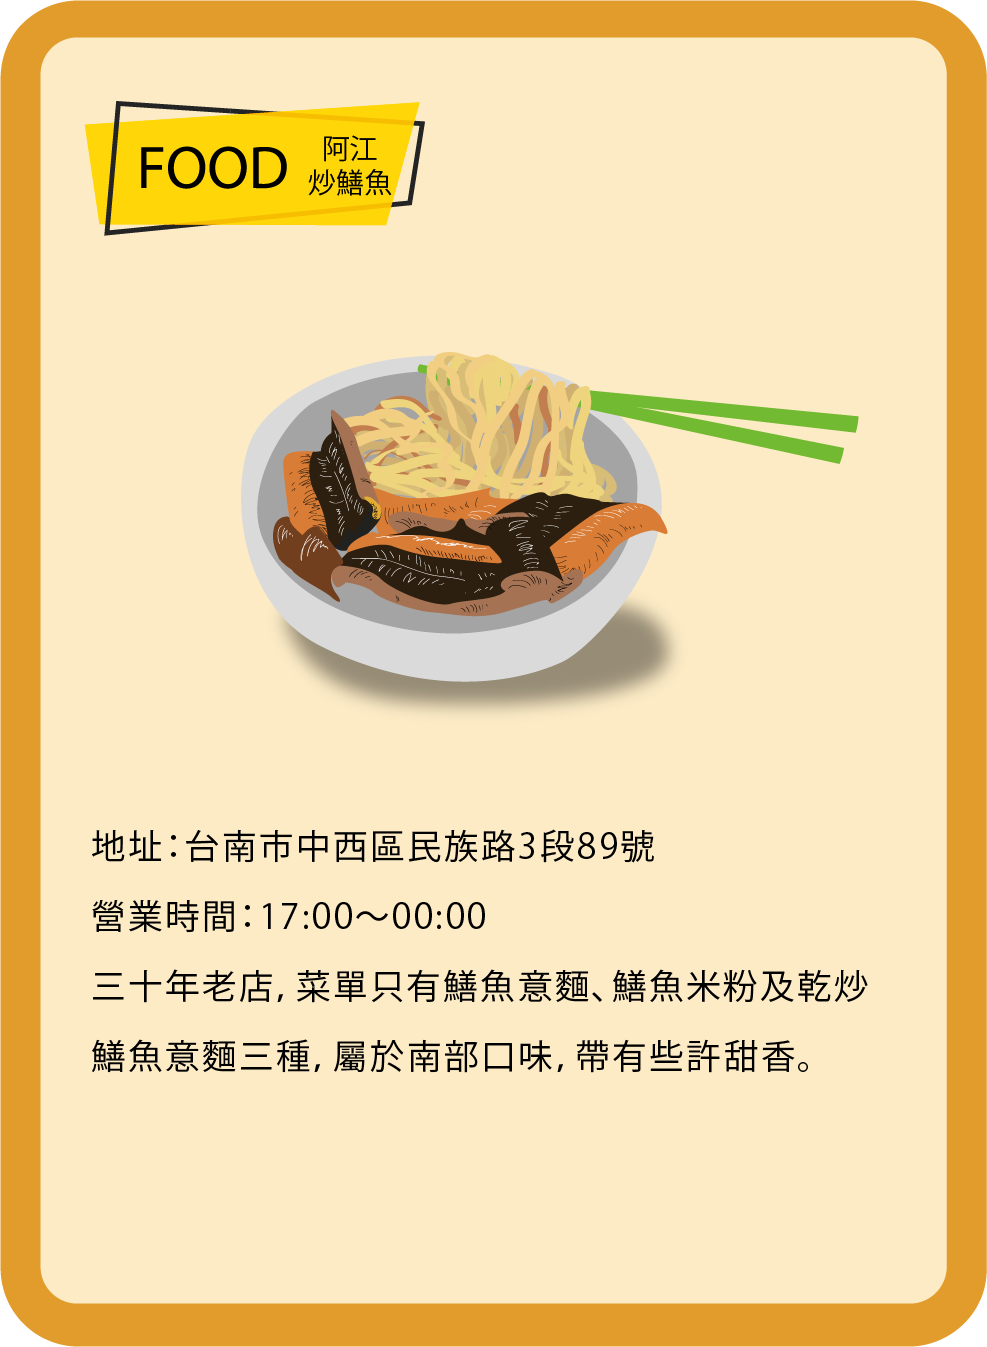 FOOD
阿江
炒鱔魚
地址：台南市中西區民族路3段89號
營業時間：17:00～00:00
三十年老店，菜單只有鱔魚意麵、鱔魚米粉及乾炒
鱔魚意麵三種，屬於南部口味，帶有些許甜香。